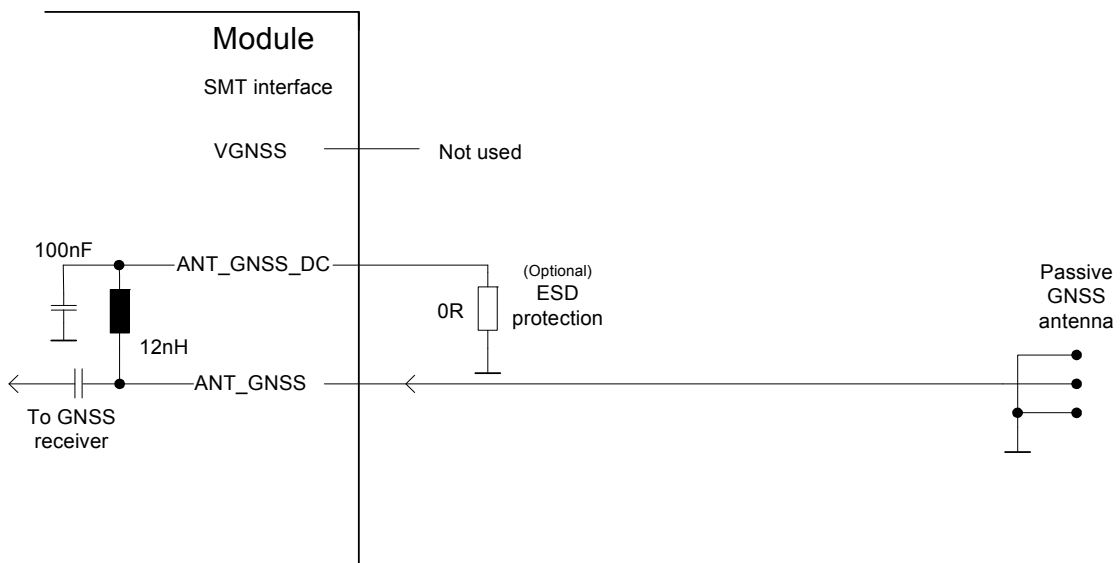 Module
SMT interface
VGNSS
Not used
100nF
ANT_GNSS_DC
(Optional)
ESD
protection
0R
Passive
GNSS
antenna
12nH
ANT_GNSS
To GNSS
receiver